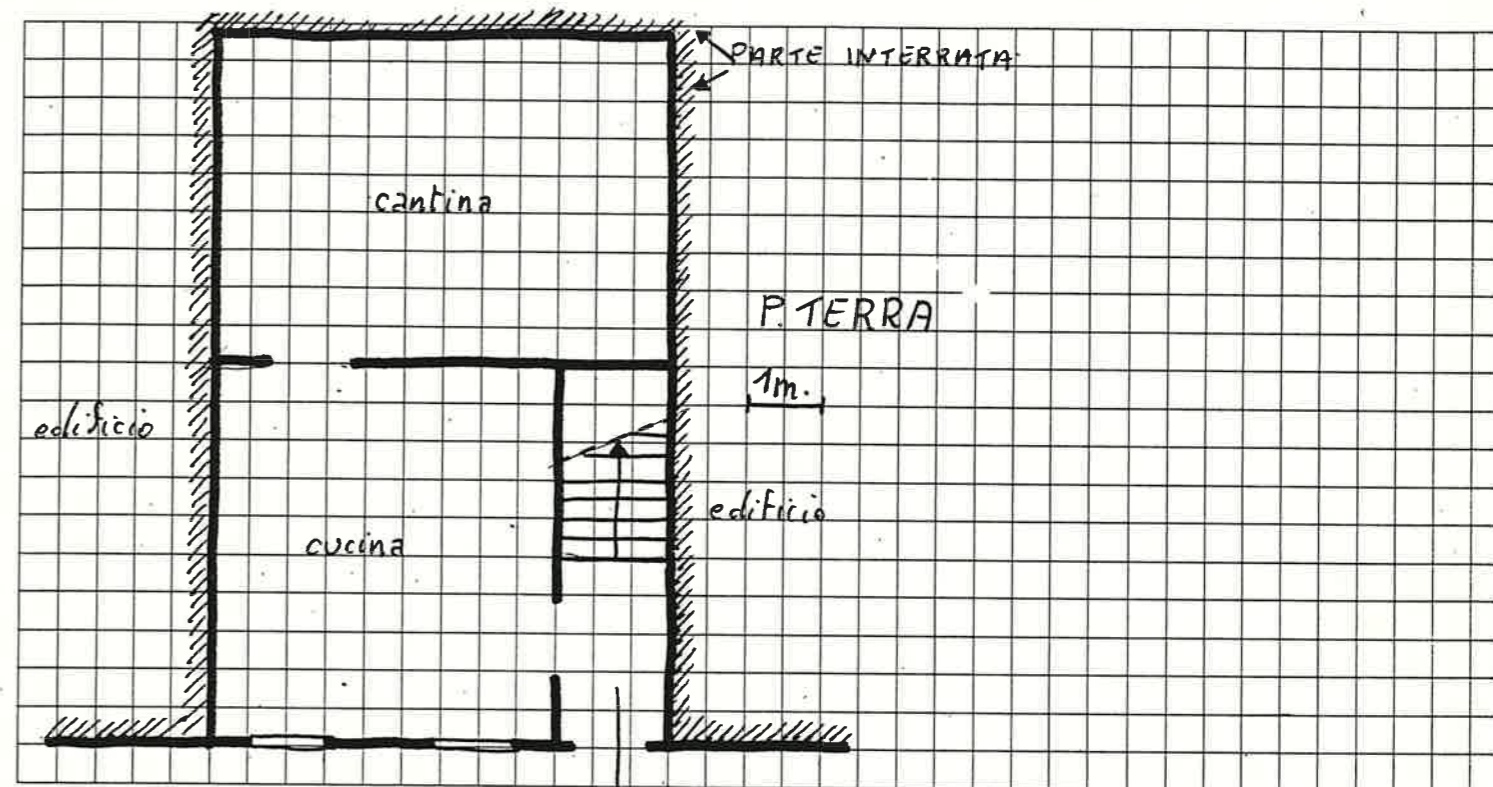 PARTE INTERRATA
cantina
P. TERRA
1m.
edificio
edificio
cucina